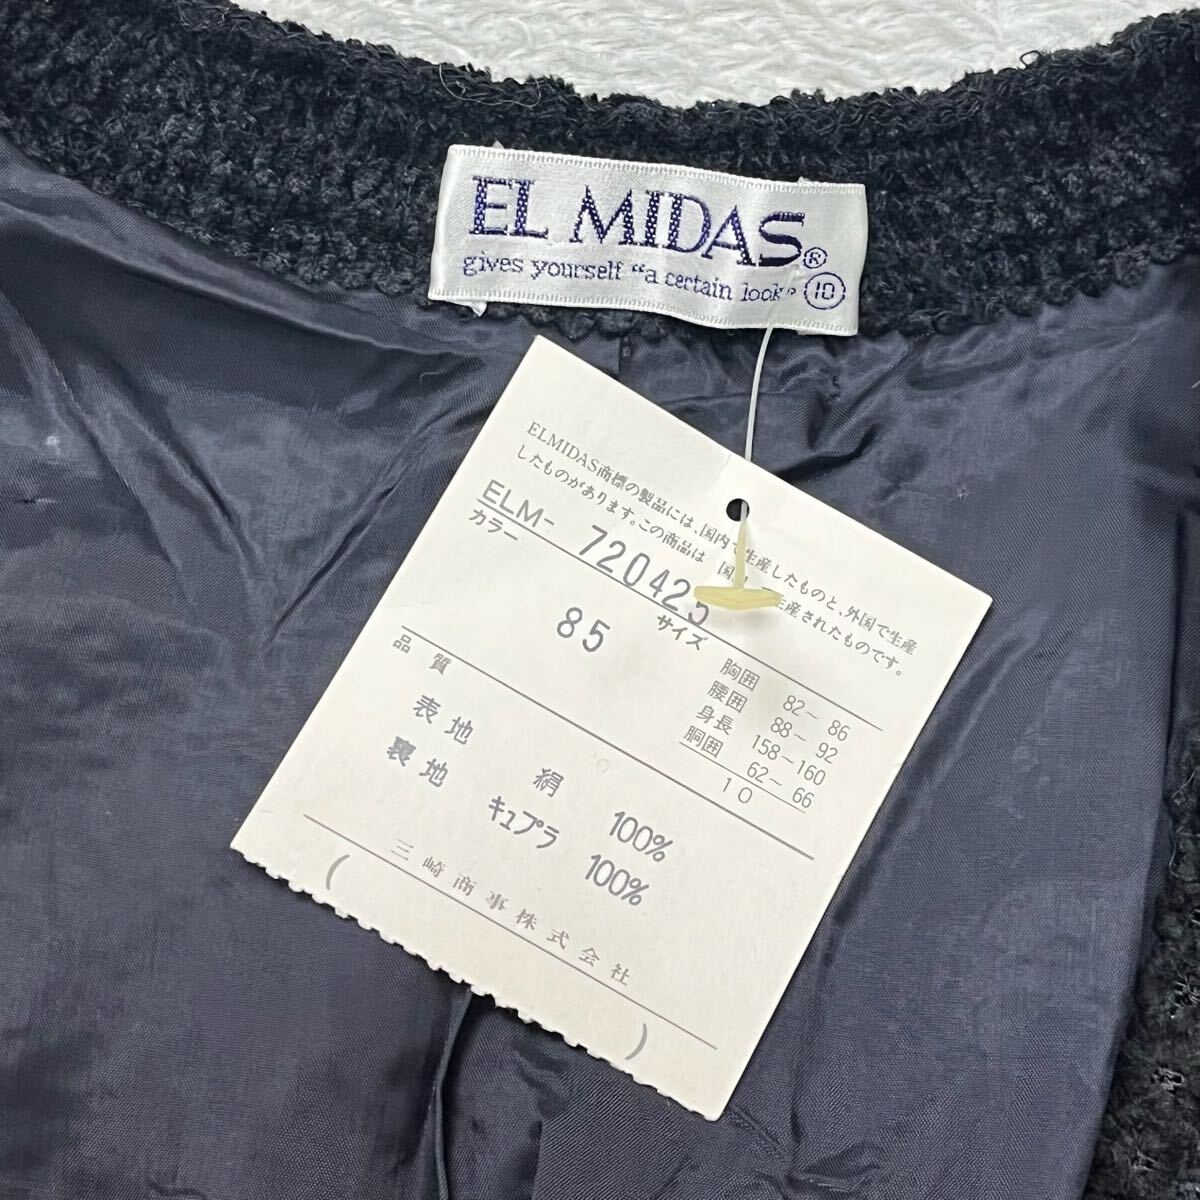 EL MIDAS®
gives yourself “a certain look” 10
ELMIDAS商標の製品には、国内で生産したものと、外国で生産
したものがあります。この商品は 国 生産されたものです。
ELM- 720425
カラー 85 サイズ
胸囲 82～ 86
腰囲 88～ 92
身長 158～160
胴囲 62～ 66
10
品質
表地 絹 100%
裏地 キュプラ 100%
三崎商事株式会社
( )